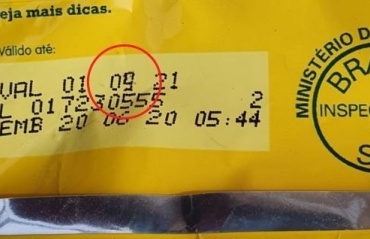 eja mais dicas.
Válido até:
VAL 01 09 21
L 0172305552 2
EMB 20 06 20 05:44
MINISTÉRIO D
BRA
INSPEC
S